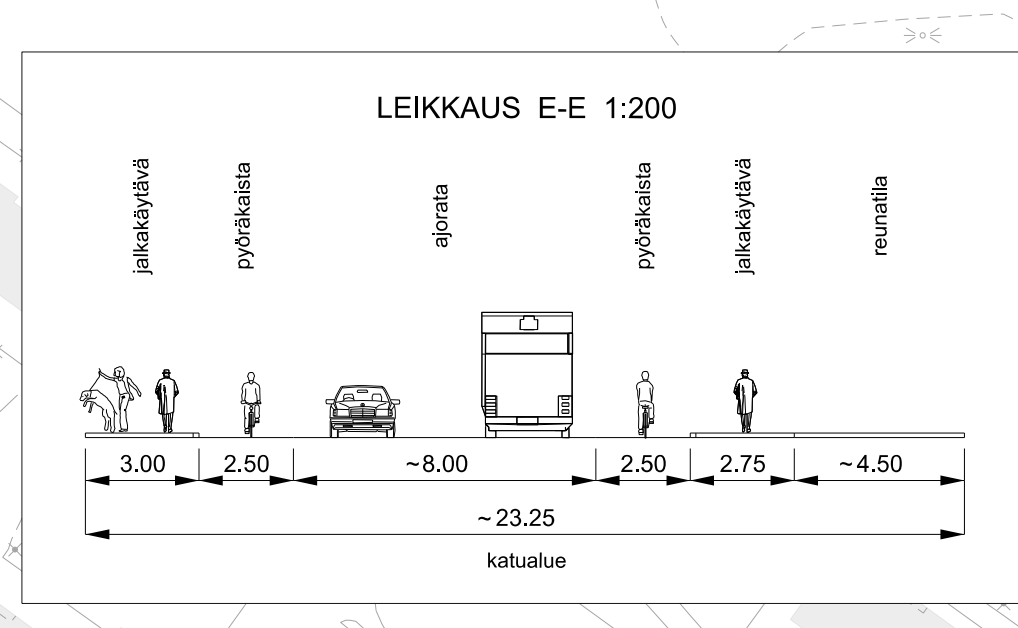 LEIKKAUS E-E 1:200
jalkakäytävä
pyöräkaista
ajorata
pyöräkaista
jalkakäytävä
reunatila
3.00 2.50 ~8.00 2.50 2.75 ~4.50
~23.25
katualue